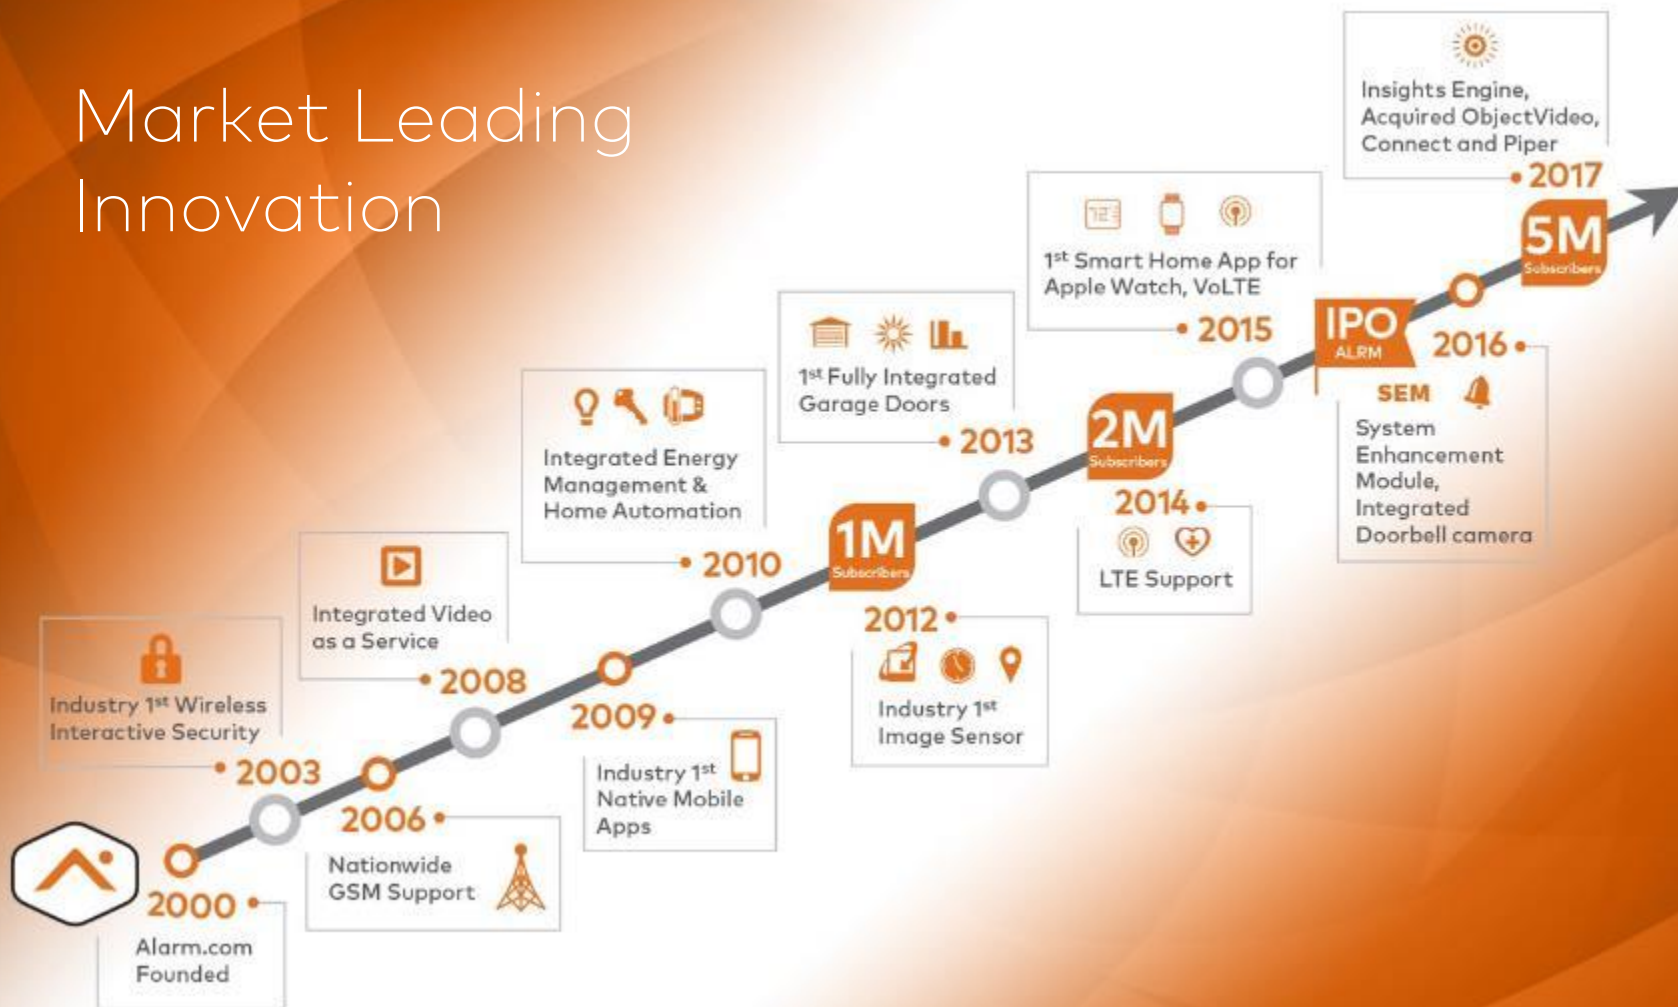 Market Leading
Innovation
Insights Engine,
Acquired ObjectVideo,
Connect and Piper
2017
5M
Subscribers
72°
1st Smart Home App for
Apple Watch, VoLTE
2015
IPO
ALRM
2016
SEM
System
Enhancement
Module,
Integrated
Doorbell camera
1st Fully Integrated
Garage Doors
2013
2M
Subscribers
2014
LTE Support
Integrated Energy
Management &
Home Automation
2010
1M
Subscribers
2012
Industry 1st
Image Sensor
Integrated Video
as a Service
2008
2009
Industry 1st
Native Mobile
Apps
Industry 1st Wireless
Interactive Security
2003
2006
Nationwide
GSM Support
2000
Alarm.com
Founded